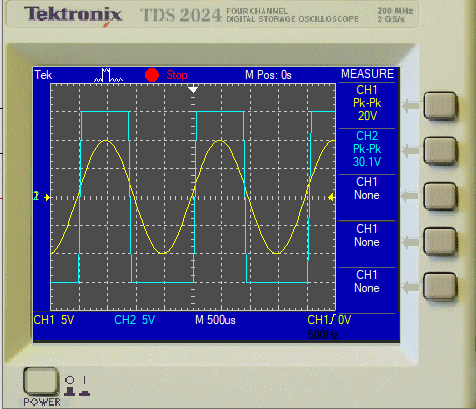 Tektronix TDS 2024 FOUR CHANNEL 200 MHz
DIGITAL STORAGE OSCILLOSCOPE 2 GS/s
Tek Stop M Pos: 0s MEASURE
CH1
Pk-Pk
20V
CH2
Pk-Pk
30.1V
CH1
None
CH1
None
CH1
None
CH1 5V CH2 5V M 500us CH1/ 0V
500Hz
POWER